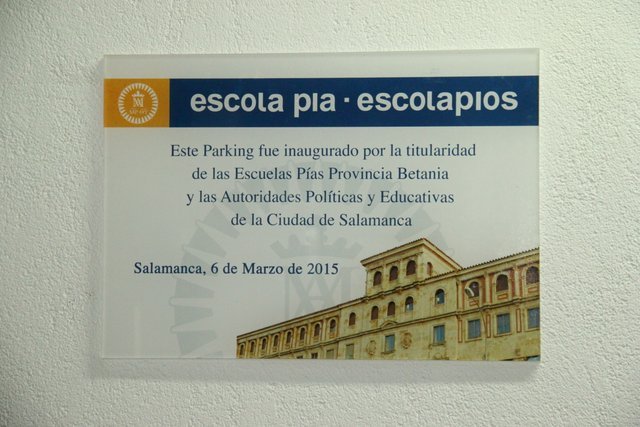 escola pia · escolapios
Este Parking fue inaugurado por la titularidad
de las Escuelas Pías Provincia Betania
y las Autoridades Políticas y Educativas
de la Ciudad de Salamanca
Salamanca, 6 de Marzo de 2015